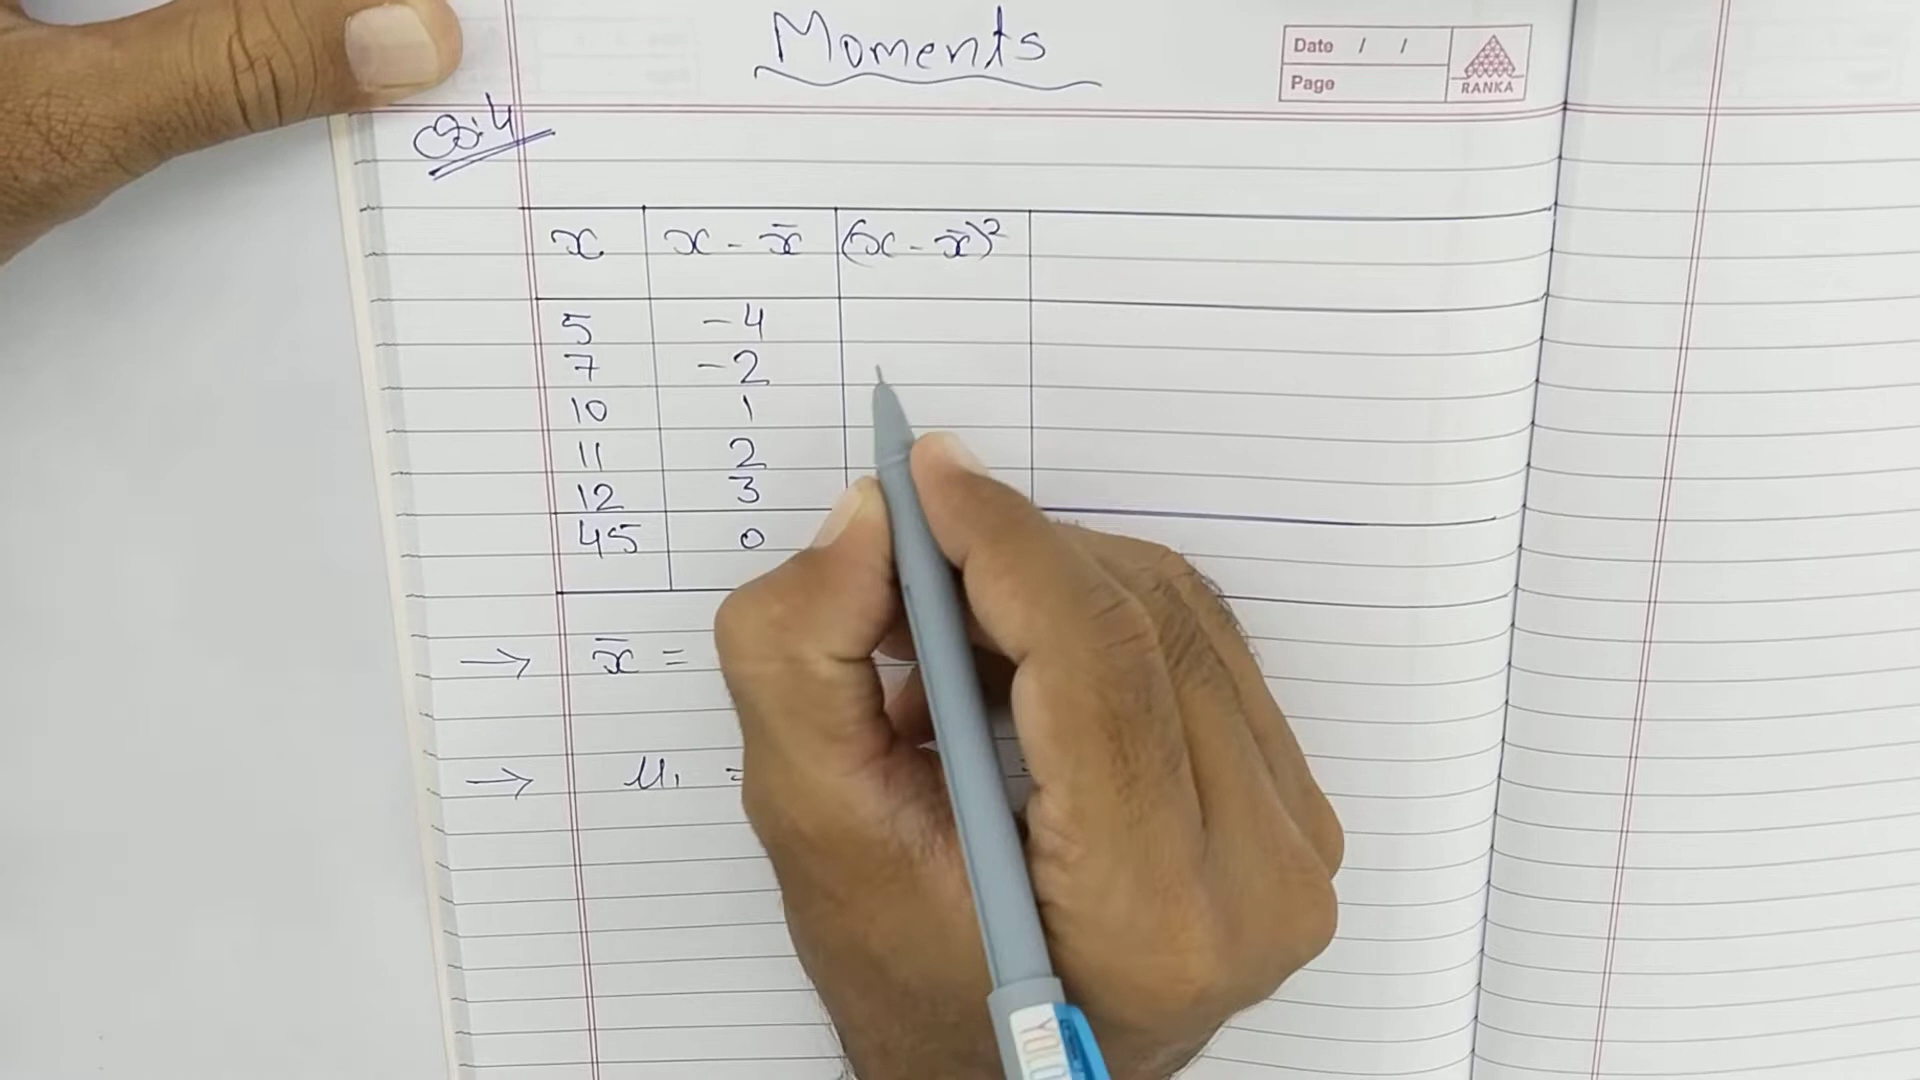 Moments
Date / /
Page
RANKA
Q:4
x x - x̄ (x - x̄)²
5 -4
7 -2
10 1
11 2
12 3
45 0
→ x̄ =
→ μ₁ = =
YOLO